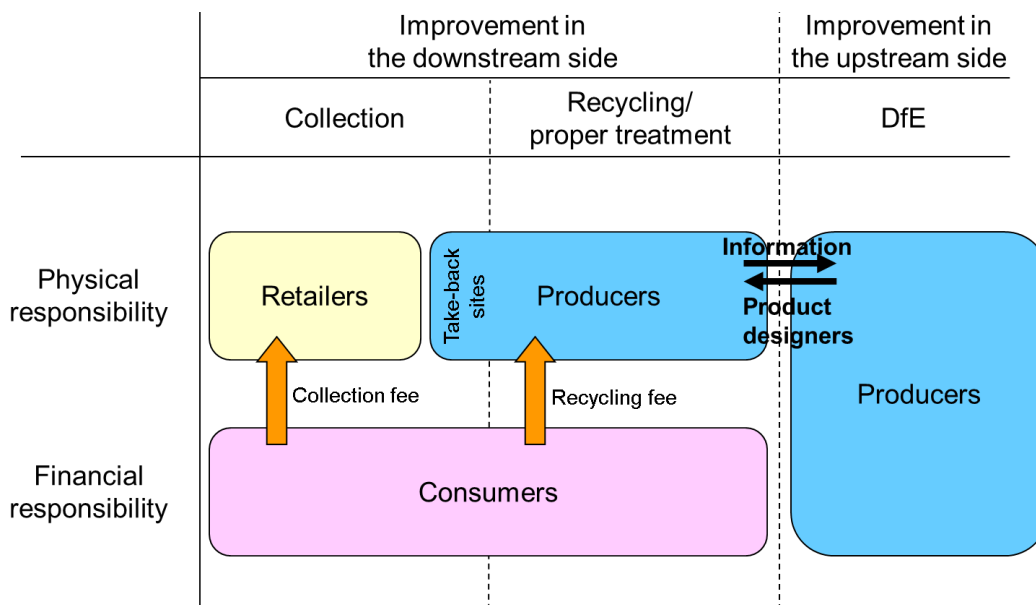 Improvement in
the downstream side
Improvement in
the upstream side
Collection
Recycling/
proper treatment
DfE
Physical
responsibility
Retailers
Take-back
sites
Producers
Information
Product
designers
Producers
Collection fee
Recycling fee
Financial
responsibility
Consumers